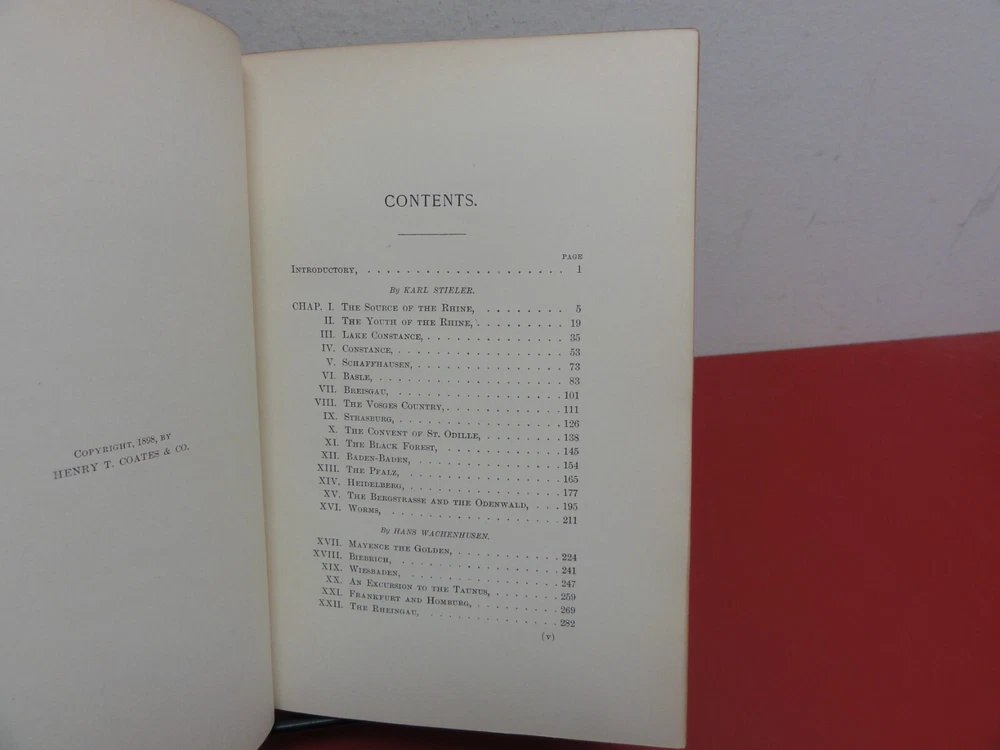 COPYRIGHT, 1898, BY
HENRY T. COATES & CO.
CONTENTS.
PAGE
INTRODUCTORY, . . . . . . . . . . . . . . . . . . . . 1
By KARL STIELER.
CHAP. I. THE SOURCE OF THE RHINE, . . . . . . . . 5
II. THE YOUTH OF THE RHINE, . . . . . . . . . 19
III. LAKE CONSTANCE, . . . . . . . . . . . . . . 35
IV. CONSTANCE, . . . . . . . . . . . . . . . . . 53
V. SCHAFFHAUSEN, . . . . . . . . . . . . . . . 73
VI. BASLE, . . . . . . . . . . . . . . . . . . . 83
VII. BREISGAU, . . . . . . . . . . . . . . . . . 101
VIII. THE VOSGES COUNTRY, . . . . . . . . . . . . 111
IX. STRASBURG, . . . . . . . . . . . . . . . . . 126
X. THE CONVENT OF ST. ODILLE, . . . . . . . . 138
XI. THE BLACK FOREST, . . . . . . . . . . . . . 145
XII. BADEN-BADEN, . . . . . . . . . . . . . . . 154
XIII. THE PFALZ, . . . . . . . . . . . . . . . . 165
XIV. HEIDELBERG, . . . . . . . . . . . . . . . . 177
XV. THE BERGSTRASSE AND THE ODENWALD, . . . 195
XVI. WORMS, . . . . . . . . . . . . . . . . . . 211
By HANS WACHENHUSEN.
XVII. MAYENCE THE GOLDEN, . . . . . . . . . . . 224
XVIII. BIEBRICH, . . . . . . . . . . . . . . . . 241
XIX. WIESBADEN, . . . . . . . . . . . . . . . . 247
XX. AN EXCURSION TO THE TAUNUS, . . . . . . . 259
XXI. FRANKFURT AND HOMBURG, . . . . . . . . . 269
XXII. THE RHEINGAU, . . . . . . . . . . . . . . 282
(v)